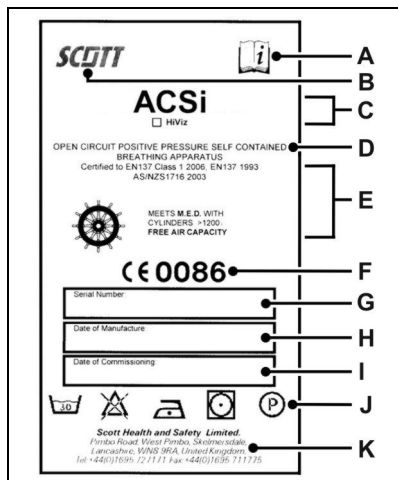 SCOTT
i
A
B
ACSi
C
HiViz
OPEN CIRCUIT POSITIVE PRESSURE SELF CONTAINED
D
BREATHING APPARATUS
Certified to EN137 Class 1 2006, EN137 1993
AS/NZS1716 2003
E
MEETS M.E.D. WITH
CYLINDERS >1200
FREE AIR CAPACITY
CE 0086
F
Serial Number
G
Date of Manufacture:
H
Date of Commissioning:
I
30
P
J
Scott Health and Safety Limited,
Pimbo Road, West Pimbo, Skelmersdale,
Lancashire, WN8 9RA, United Kingdom.
K
Tel +44(0)1695 727171 Fax +44(0)1695 711775